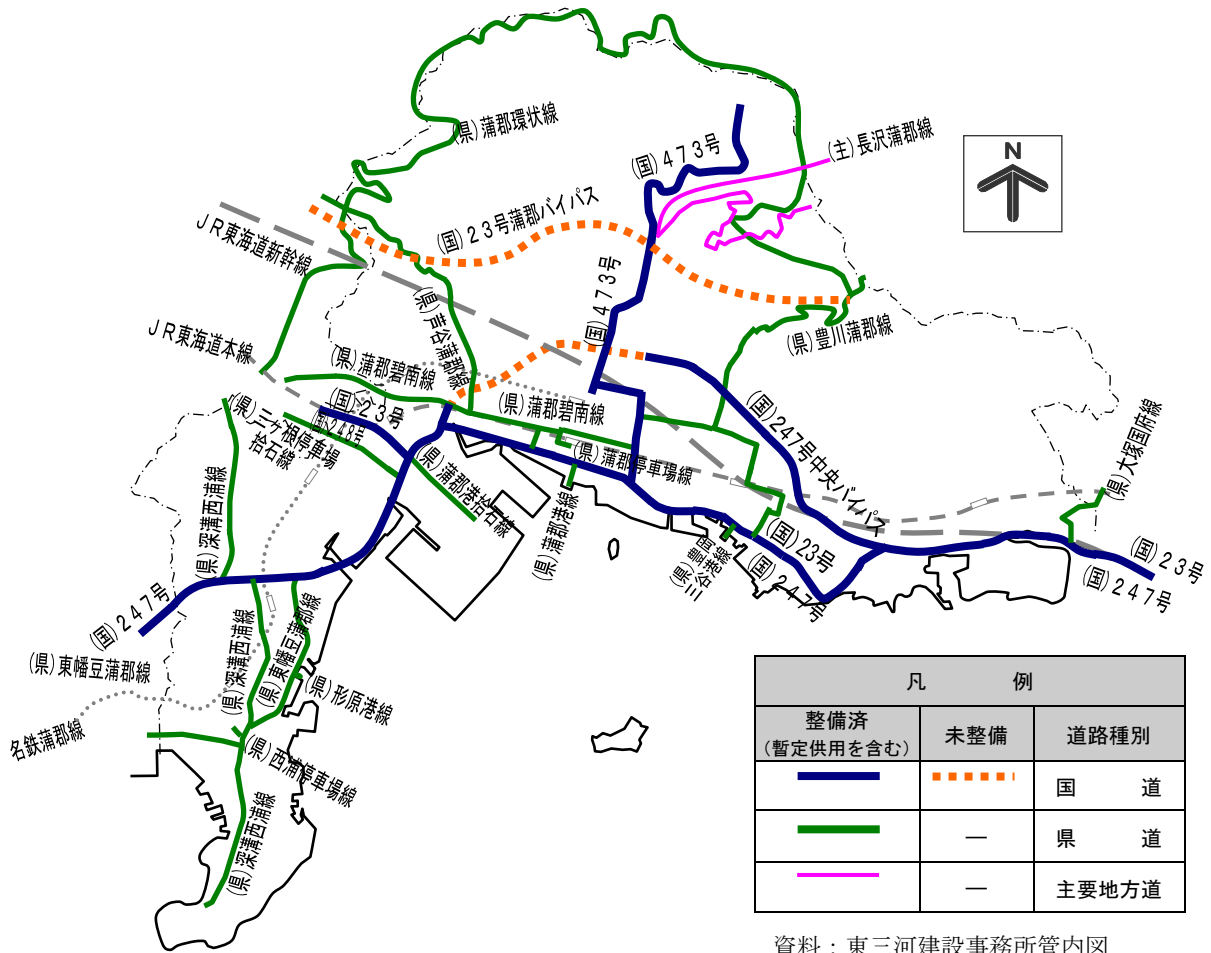 (県)蒲郡環状線
(国)473号
(主)長沢蒲郡線
N
(国)23号蒲郡バイパス
JR東海道新幹線
(国)473号
(県)芦谷蒲郡線
(県)豊川蒲郡線
JR東海道本線
(県)蒲郡碧南線
(国)23号
(国)248号
(県)三ケ根停車場
拾石線
(県)蒲郡碧南線
(国)247号中央バイパス
(県)蒲郡停車場線
(県)蒲郡港拾石線
(県)蒲郡港線
(県)大塚国府線
(県)深溝西浦線
(県)豊岡
三谷港線
(国)23号
(国)247号
(国)23号
(国)247号
(国)247号
(県)東幡豆蒲郡線
(県)深溝西浦線
(県)東幡豆蒲郡線
(県)形原港線
名鉄蒲郡線
(県)西浦停車場線
(県)深溝西浦線
凡 例
整備済
(暫定供用を含む)
未整備
道路種別
国 道
― 県 道
― 主要地方道
資料:東三河建設事務所管内図